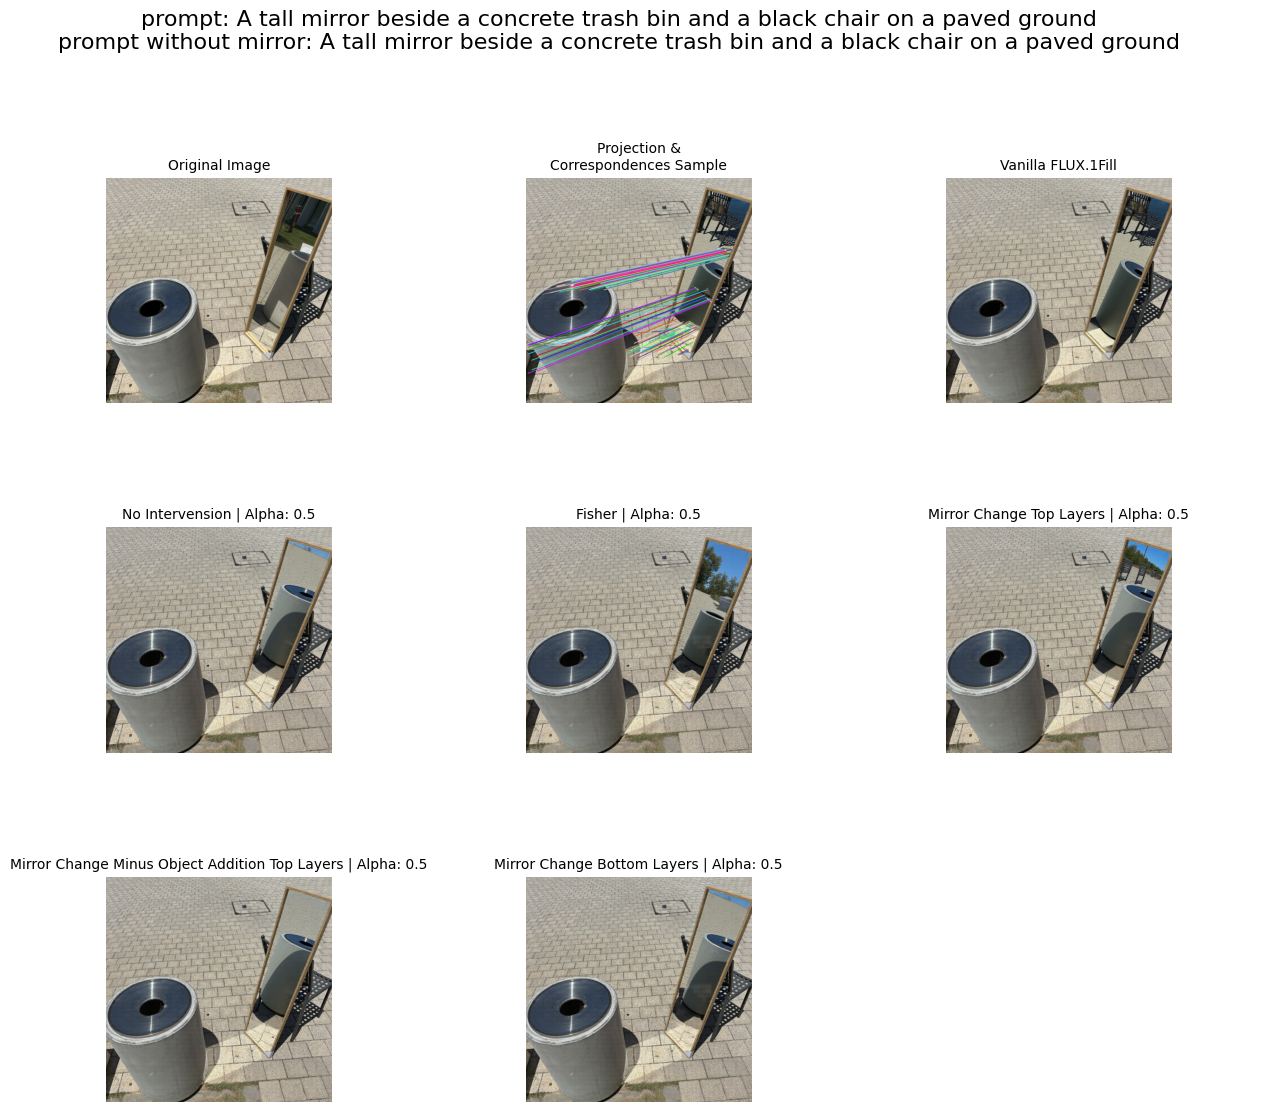 prompt: A tall mirror beside a concrete trash bin and a black chair on a paved ground
prompt without mirror: A tall mirror beside a concrete trash bin and a black chair on a paved ground
Original Image
Projection &
Correspondences Sample
Vanilla FLUX.1Fill
No Intervension | Alpha: 0.5
Fisher | Alpha: 0.5
Mirror Change Top Layers | Alpha: 0.5
Mirror Change Minus Object Addition Top Layers | Alpha: 0.5
Mirror Change Bottom Layers | Alpha: 0.5